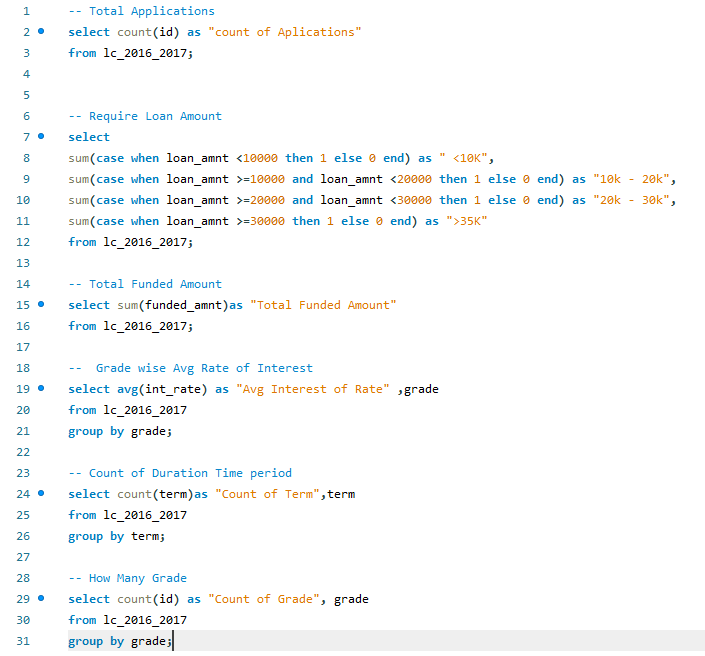 1 -- Total Applications
2 select count(id) as "count of Aplications"
3 from lc_2016_2017;
4
5
6 -- Require Loan Amount
7 select
8 sum(case when loan_amnt <10000 then 1 else 0 end) as " <10K",
9 sum(case when loan_amnt >=10000 and loan_amnt <20000 then 1 else 0 end) as "10k - 20k",
10 sum(case when loan_amnt >=20000 and loan_amnt <30000 then 1 else 0 end) as "20k - 30k",
11 sum(case when loan_amnt >=30000 then 1 else 0 end) as ">35K"
12 from lc_2016_2017;
13
14 -- Total Funded Amount
15 select sum(funded_amnt)as "Total Funded Amount"
16 from lc_2016_2017;
17
18 --  Grade wise Avg Rate of Interest
19 select avg(int_rate) as "Avg Interest of Rate" ,grade
20 from lc_2016_2017
21 group by grade;
22
23 -- Count of Duration Time period
24 select count(term)as "Count of Term",term
25 from lc_2016_2017
26 group by term;
27
28 -- How Many Grade
29 select count(id) as "Count of Grade", grade
30 from lc_2016_2017
31 group by grade;